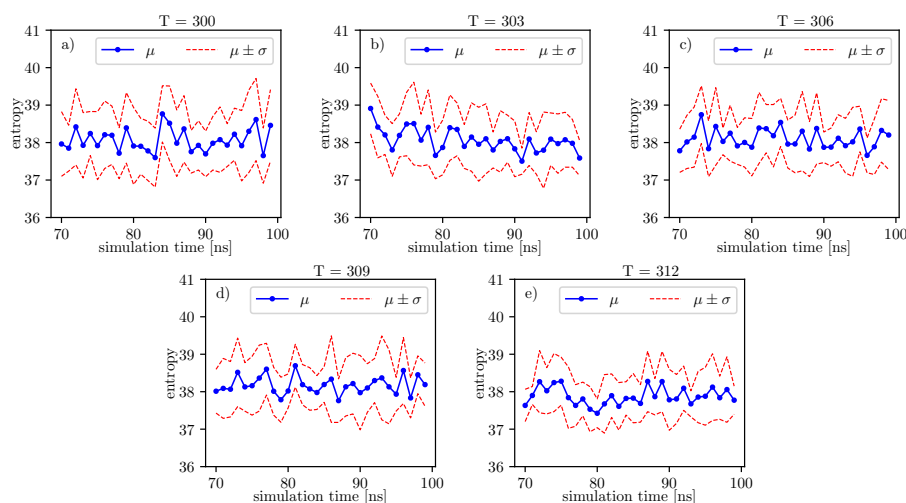 T = 300
a)
μ
μ ± σ
entropy
41
40
39
38
37
36
70
80
90
100
simulation time [ns]
T = 303
b)
μ
μ ± σ
entropy
41
40
39
38
37
36
70
80
90
100
simulation time [ns]
T = 306
c)
μ
μ ± σ
entropy
41
40
39
38
37
36
70
80
90
100
simulation time [ns]
T = 309
d)
μ
μ ± σ
entropy
41
40
39
38
37
36
70
80
90
100
simulation time [ns]
T = 312
e)
μ
μ ± σ
entropy
41
40
39
38
37
36
70
80
90
100
simulation time [ns]